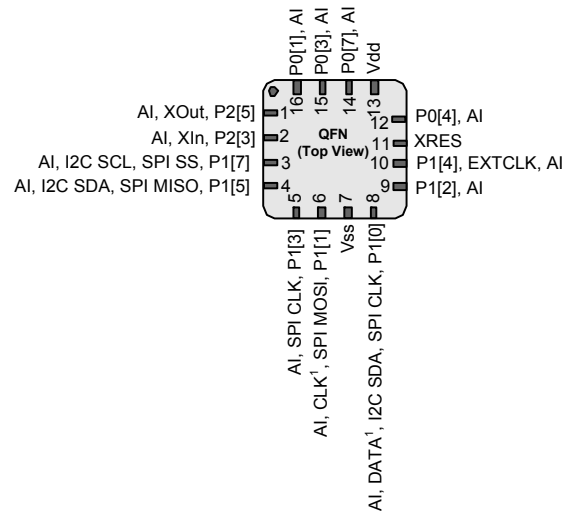 P0[1], AI
P0[3], AI
P0[7], AI
Vdd
16
15
14
13
AI, XOut, P2[5]
1
AI, XIn, P2[3]
2
AI, I2C SCL, SPI SS, P1[7]
3
AI, I2C SDA, SPI MISO, P1[5]
4
QFN
(Top View)
12
P0[4], AI
11
XRES
10
P1[4], EXTCLK, AI
9
P1[2], AI
5
6
7
8
AI, SPI CLK, P1[3]
AI, CLK¹, SPI MOSI, P1[1]
Vss
AI, DATA¹, I2C SDA, SPI CLK, P1[0]